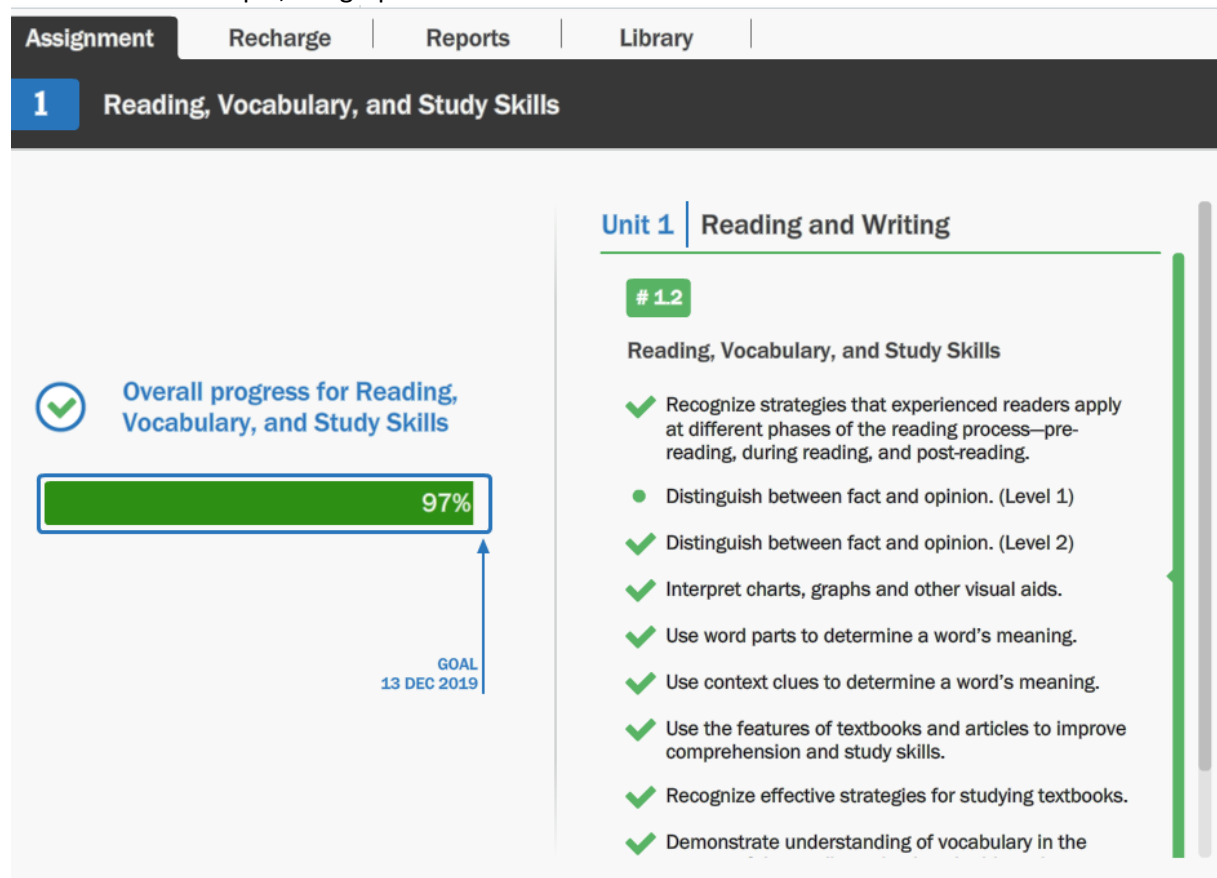 Assignment Recharge Reports Library
1 Reading, Vocabulary, and Study Skills
Overall progress for Reading,
Vocabulary, and Study Skills
97%
GOAL
13 DEC 2019
Unit 1 Reading and Writing
# 1.2
Reading, Vocabulary, and Study Skills
Recognize strategies that experienced readers apply
at different phases of the reading process—pre-
reading, during reading, and post-reading.
Distinguish between fact and opinion. (Level 1)
Distinguish between fact and opinion. (Level 2)
Interpret charts, graphs and other visual aids.
Use word parts to determine a word's meaning.
Use context clues to determine a word's meaning.
Use the features of textbooks and articles to improve
comprehension and study skills.
Recognize effective strategies for studying textbooks.
Demonstrate understanding of vocabulary in the